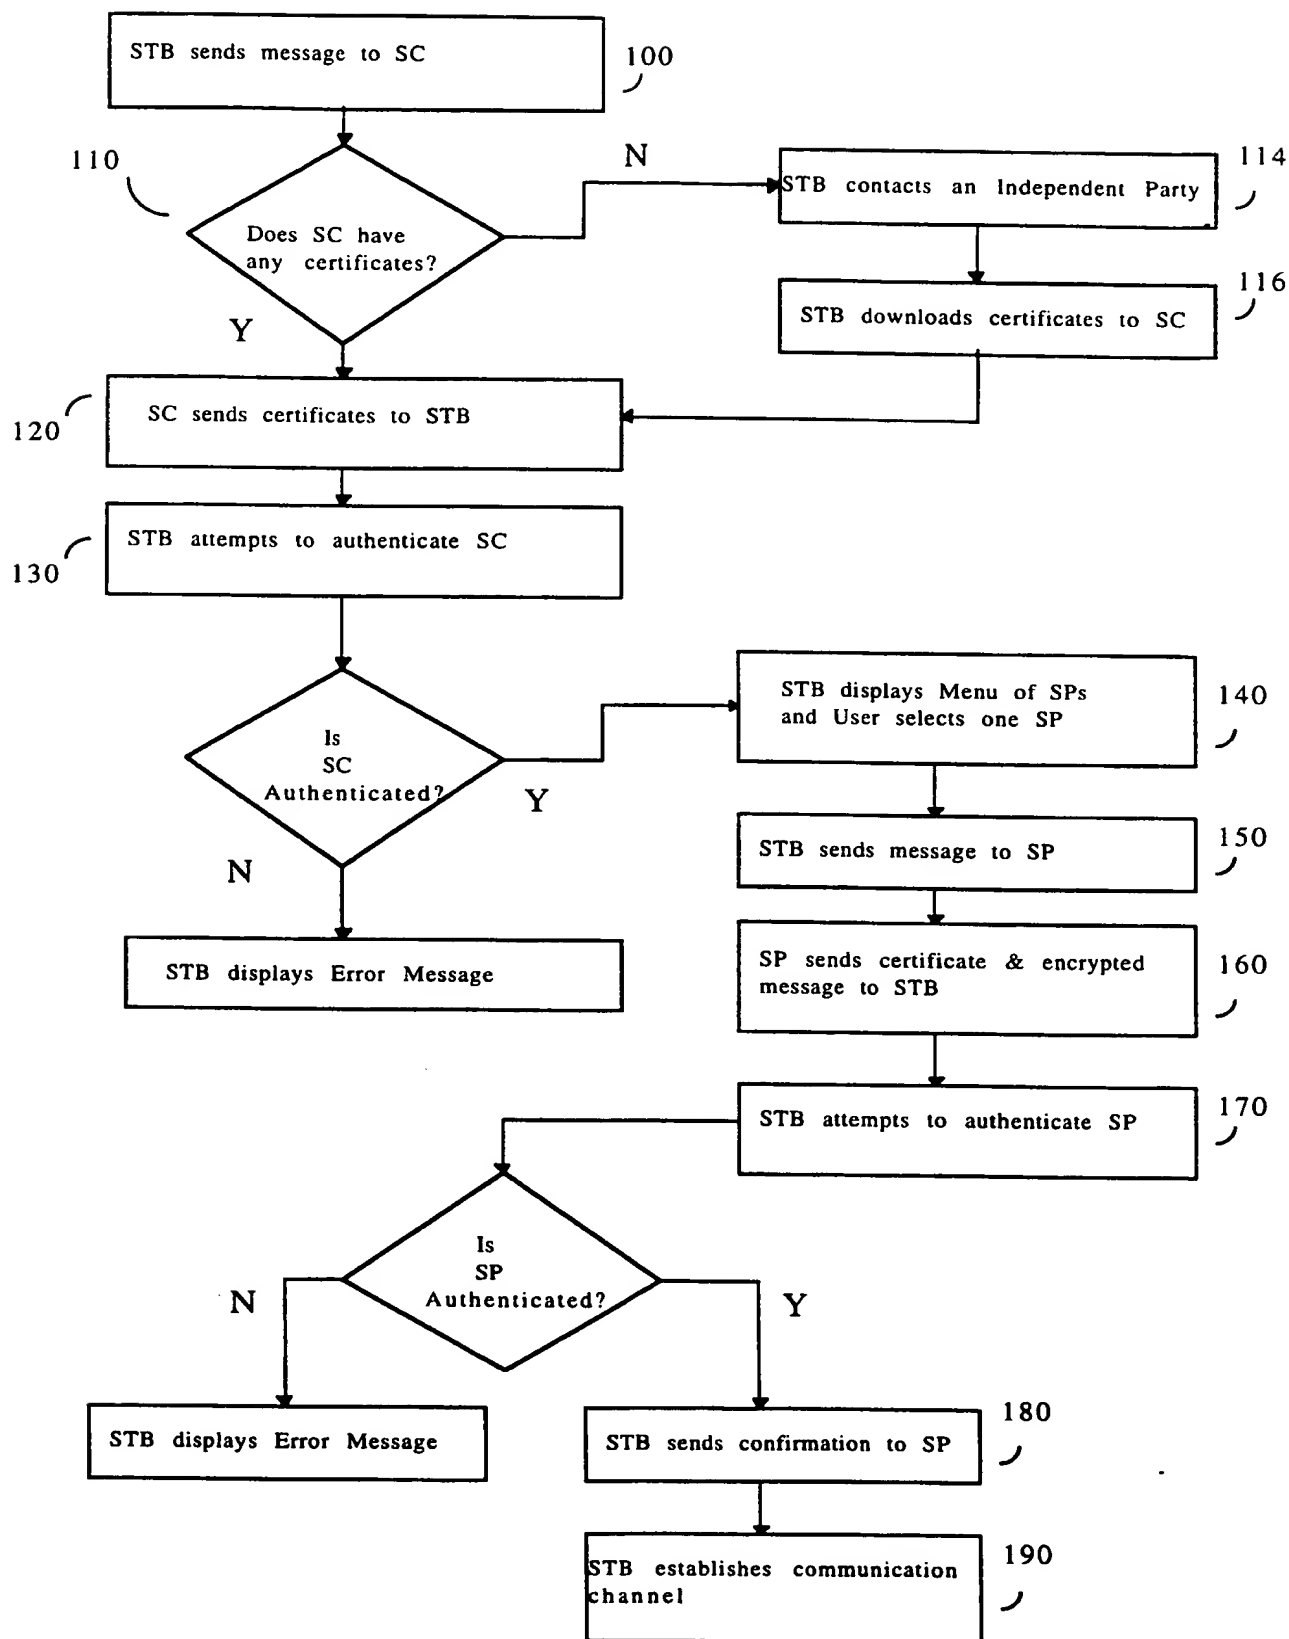 STB sends message to SC
100
110
Does SC have
any certificates?
N
STB contacts an Independent Party
114
STB downloads certificates to SC
116
Y
SC sends certificates to STB
120
STB attempts to authenticate SC
130
Is
SC
Authenticated?
Y
N
STB displays Error Message
STB displays Menu of SPs
and User selects one SP
140
STB sends message to SP
150
SP sends certificate & encrypted
message to STB
160
STB attempts to authenticate SP
170
Is
SP
Authenticated?
N
Y
STB displays Error Message
STB sends confirmation to SP
180
STB establishes communication
channel
190